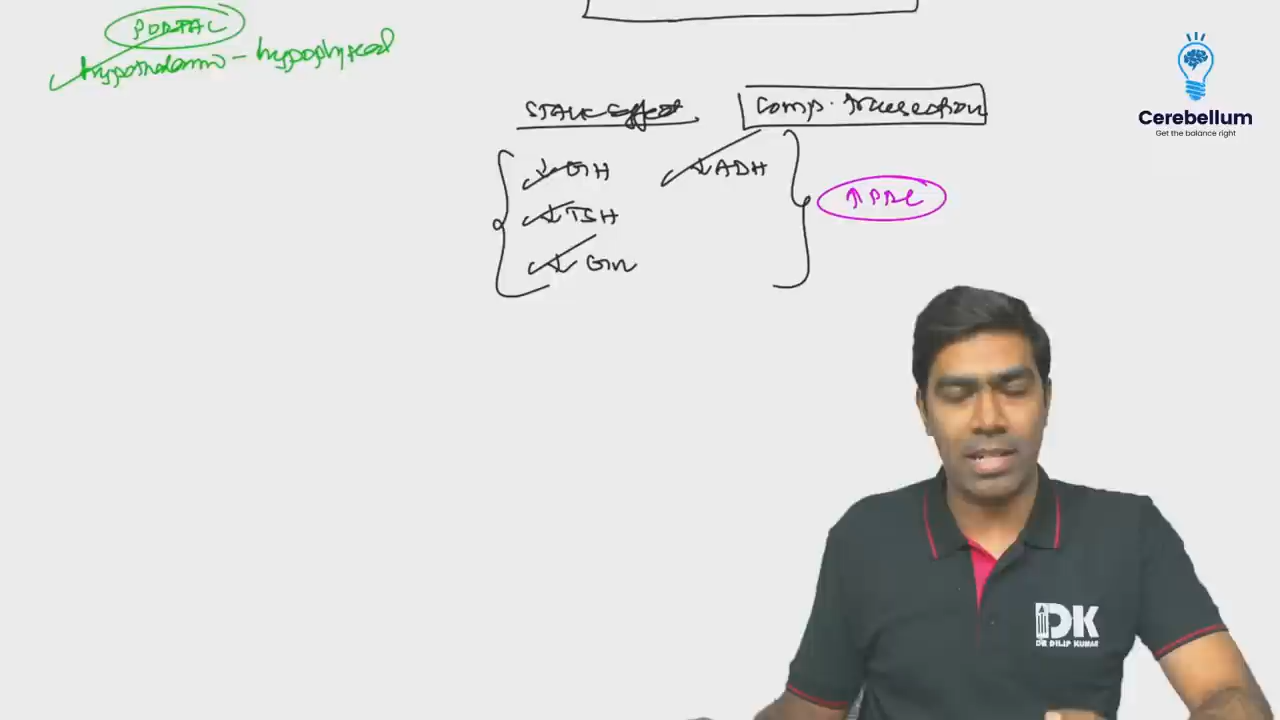 PORTAL
hypothalamo - hypophyseal
STALK Effect
Comp. transection
↓ GH
↓ ADH
↓ TSH
↓ Gn
↑ PRL
Cerebellum
Get the balance right
DK
DR DILIP KUMAR